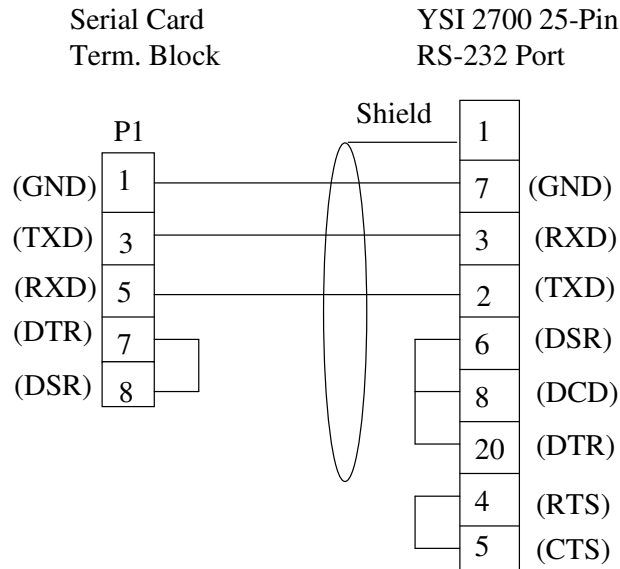 Serial Card YSI 2700 25-Pin
Term. Block RS-232 Port
Shield
P1 1
(GND) 1 7 (GND)
(TXD) 3 3 (RXD)
(RXD) 5 2 (TXD)
(DTR) 7 6 (DSR)
(DSR) 8 8 (DCD)
20 (DTR)
4 (RTS)
5 (CTS)